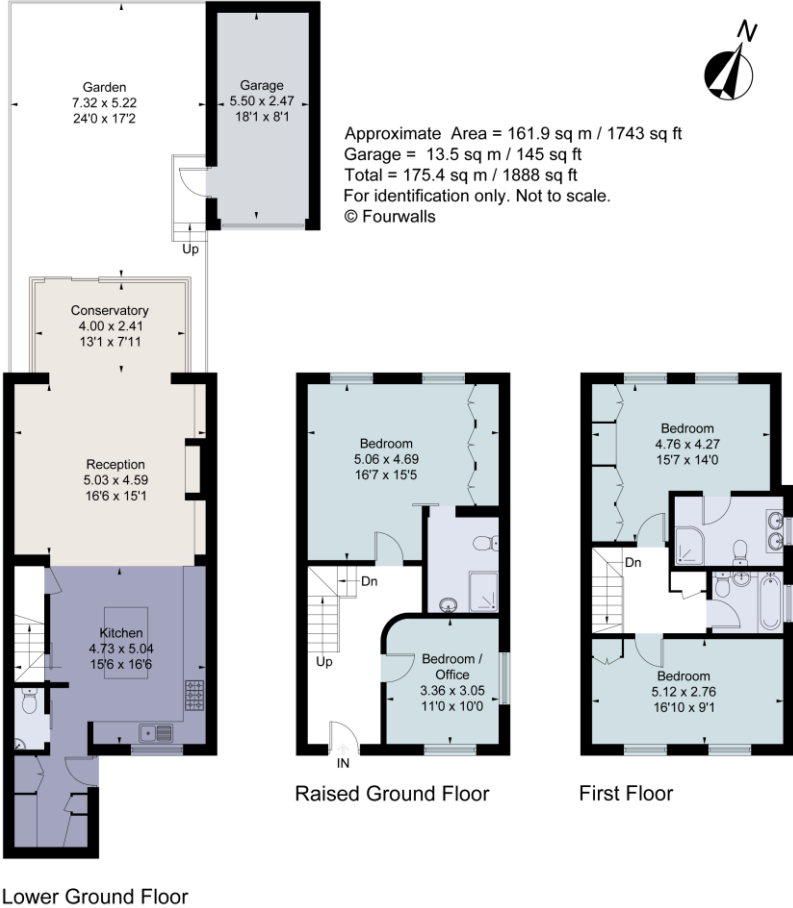 N
Garden
7.32 x 5.22
24'0 x 17'2
Garage
5.50 x 2.47
18'1 x 8'1
Approximate Area = 161.9 sq m / 1743 sq ft
Garage = 13.5 sq m / 145 sq ft
Total = 175.4 sq m / 1888 sq ft
For identification only. Not to scale.
© Fourwalls
Up
Conservatory
4.00 x 2.41
13'1 x 7'11
Reception
5.03 x 4.59
16'6 x 15'1
Kitchen
4.73 x 5.04
15'6 x 16'6
Lower Ground Floor
Bedroom
5.06 x 4.69
16'7 x 15'5
Dn
Up
Bedroom /
Office
3.36 x 3.05
11'0 x 10'0
IN
Raised Ground Floor
Bedroom
4.76 x 4.27
15'7 x 14'0
Dn
Bedroom
5.12 x 2.76
16'10 x 9'1
First Floor